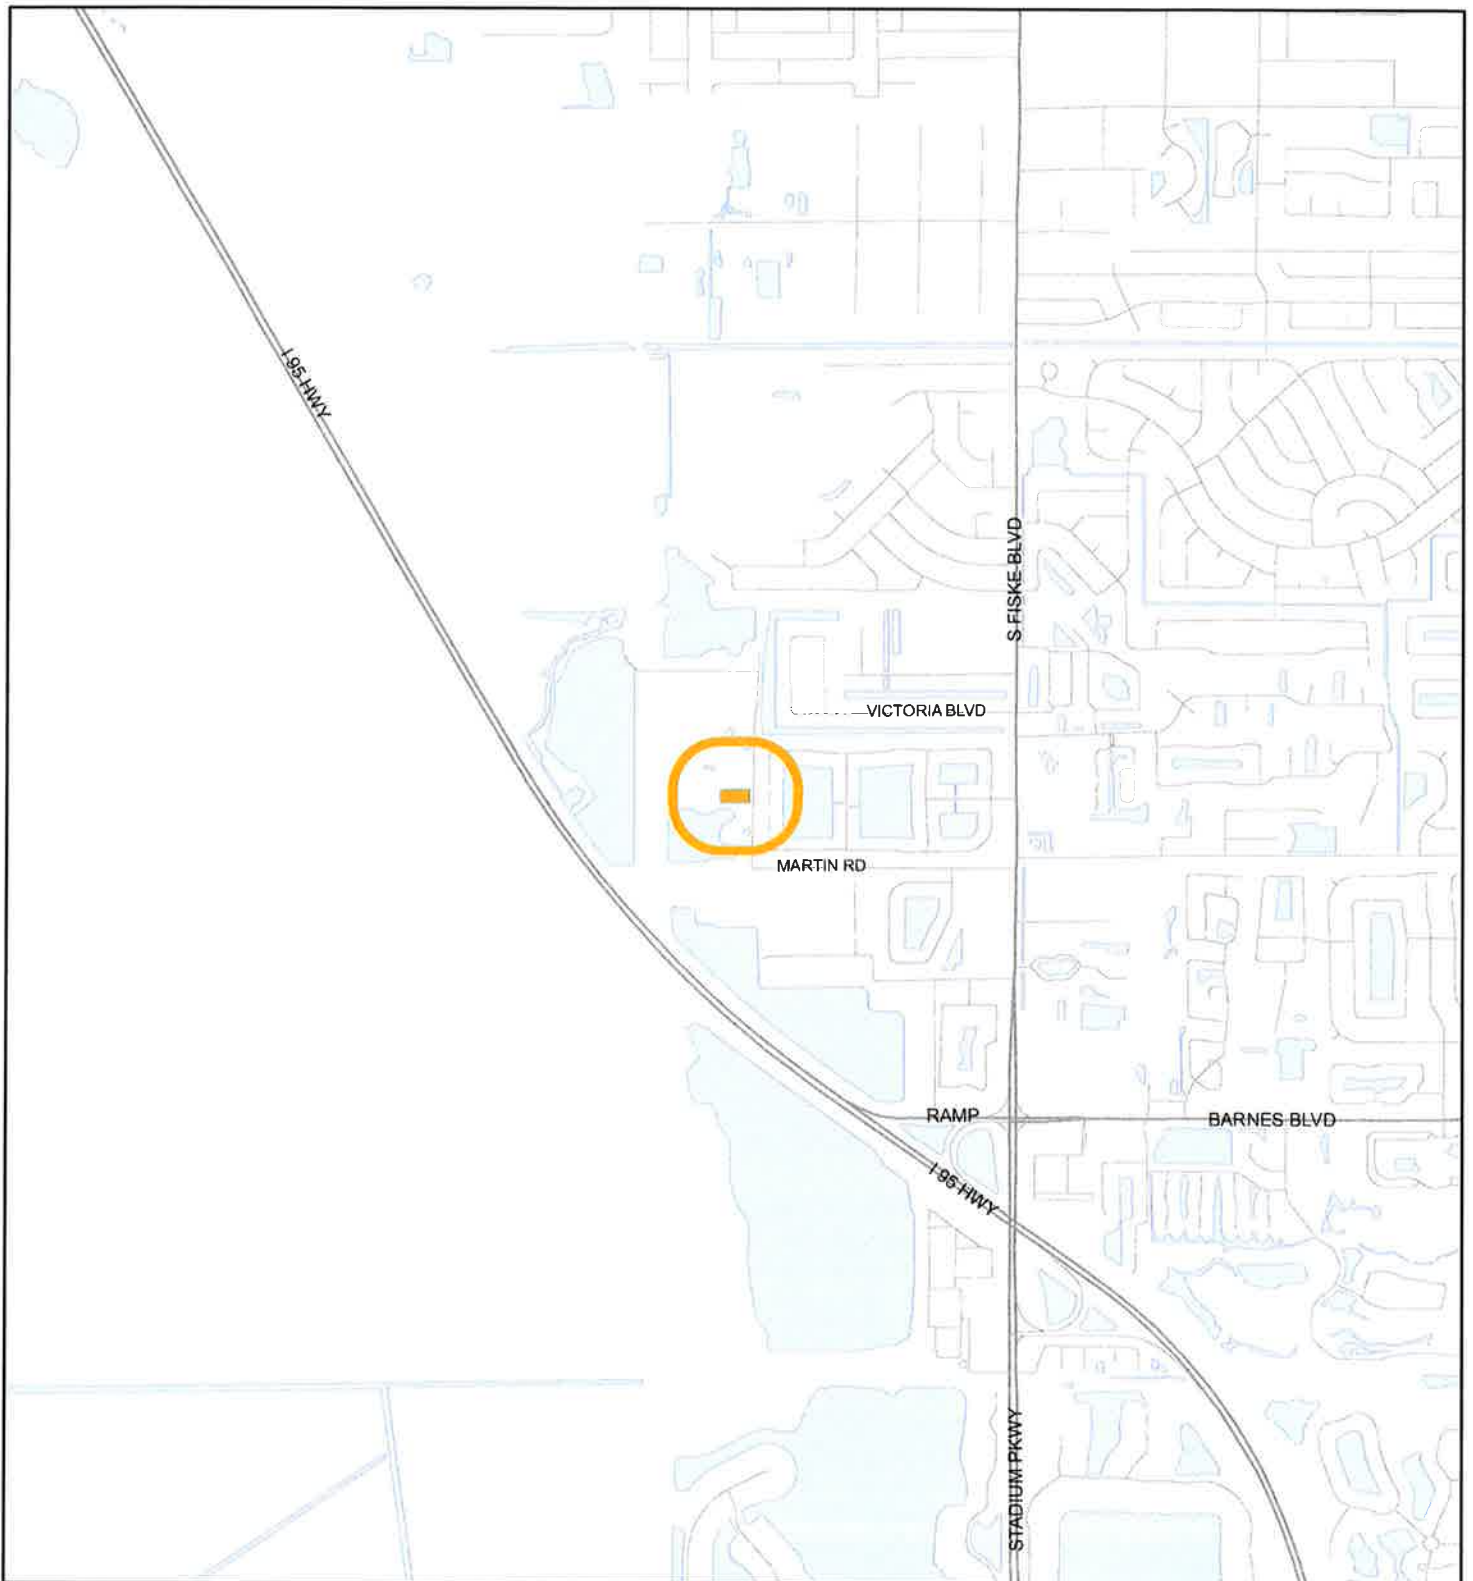 I 95 HWY
S FISKE BLVD
VICTORIA BLVD
MARTIN RD
RAMP
BARNES BLVD
I 95 HWY
STADIUM PKWY